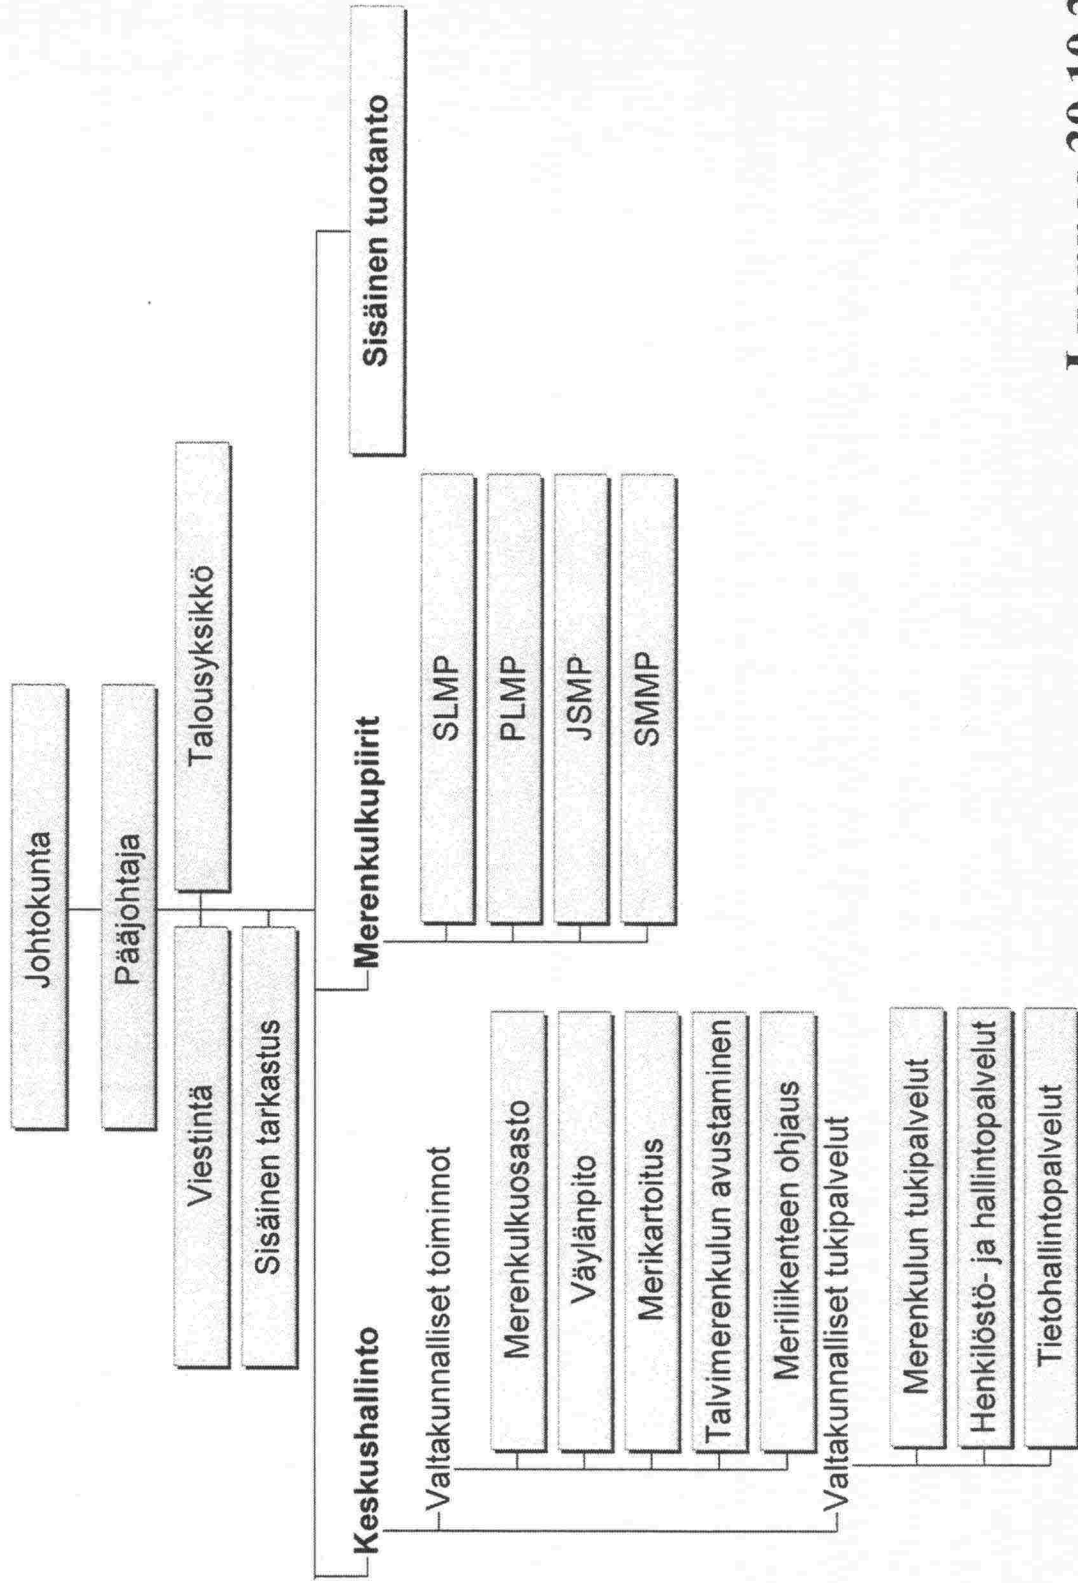 Johtokunta
Pääjohtaja
Viestintä
Talousyksikkö
Sisäinen tarkastus
Keskushallinto
Valtakunnalliset toiminnot
Merenkulkuosasto
Väylänpito
Merikartoitus
Talvimerenkulun avustaminen
Meriliikenteen ohjaus
Valtakunnalliset tukipalvelut
Merenkulun tukipalvelut
Henkilöstö- ja hallintopalvelut
Tietohallintopalvelut
Merenkulkupiirit
SLMP
PLMP
JSMP
SMMP
Sisäinen tuotanto